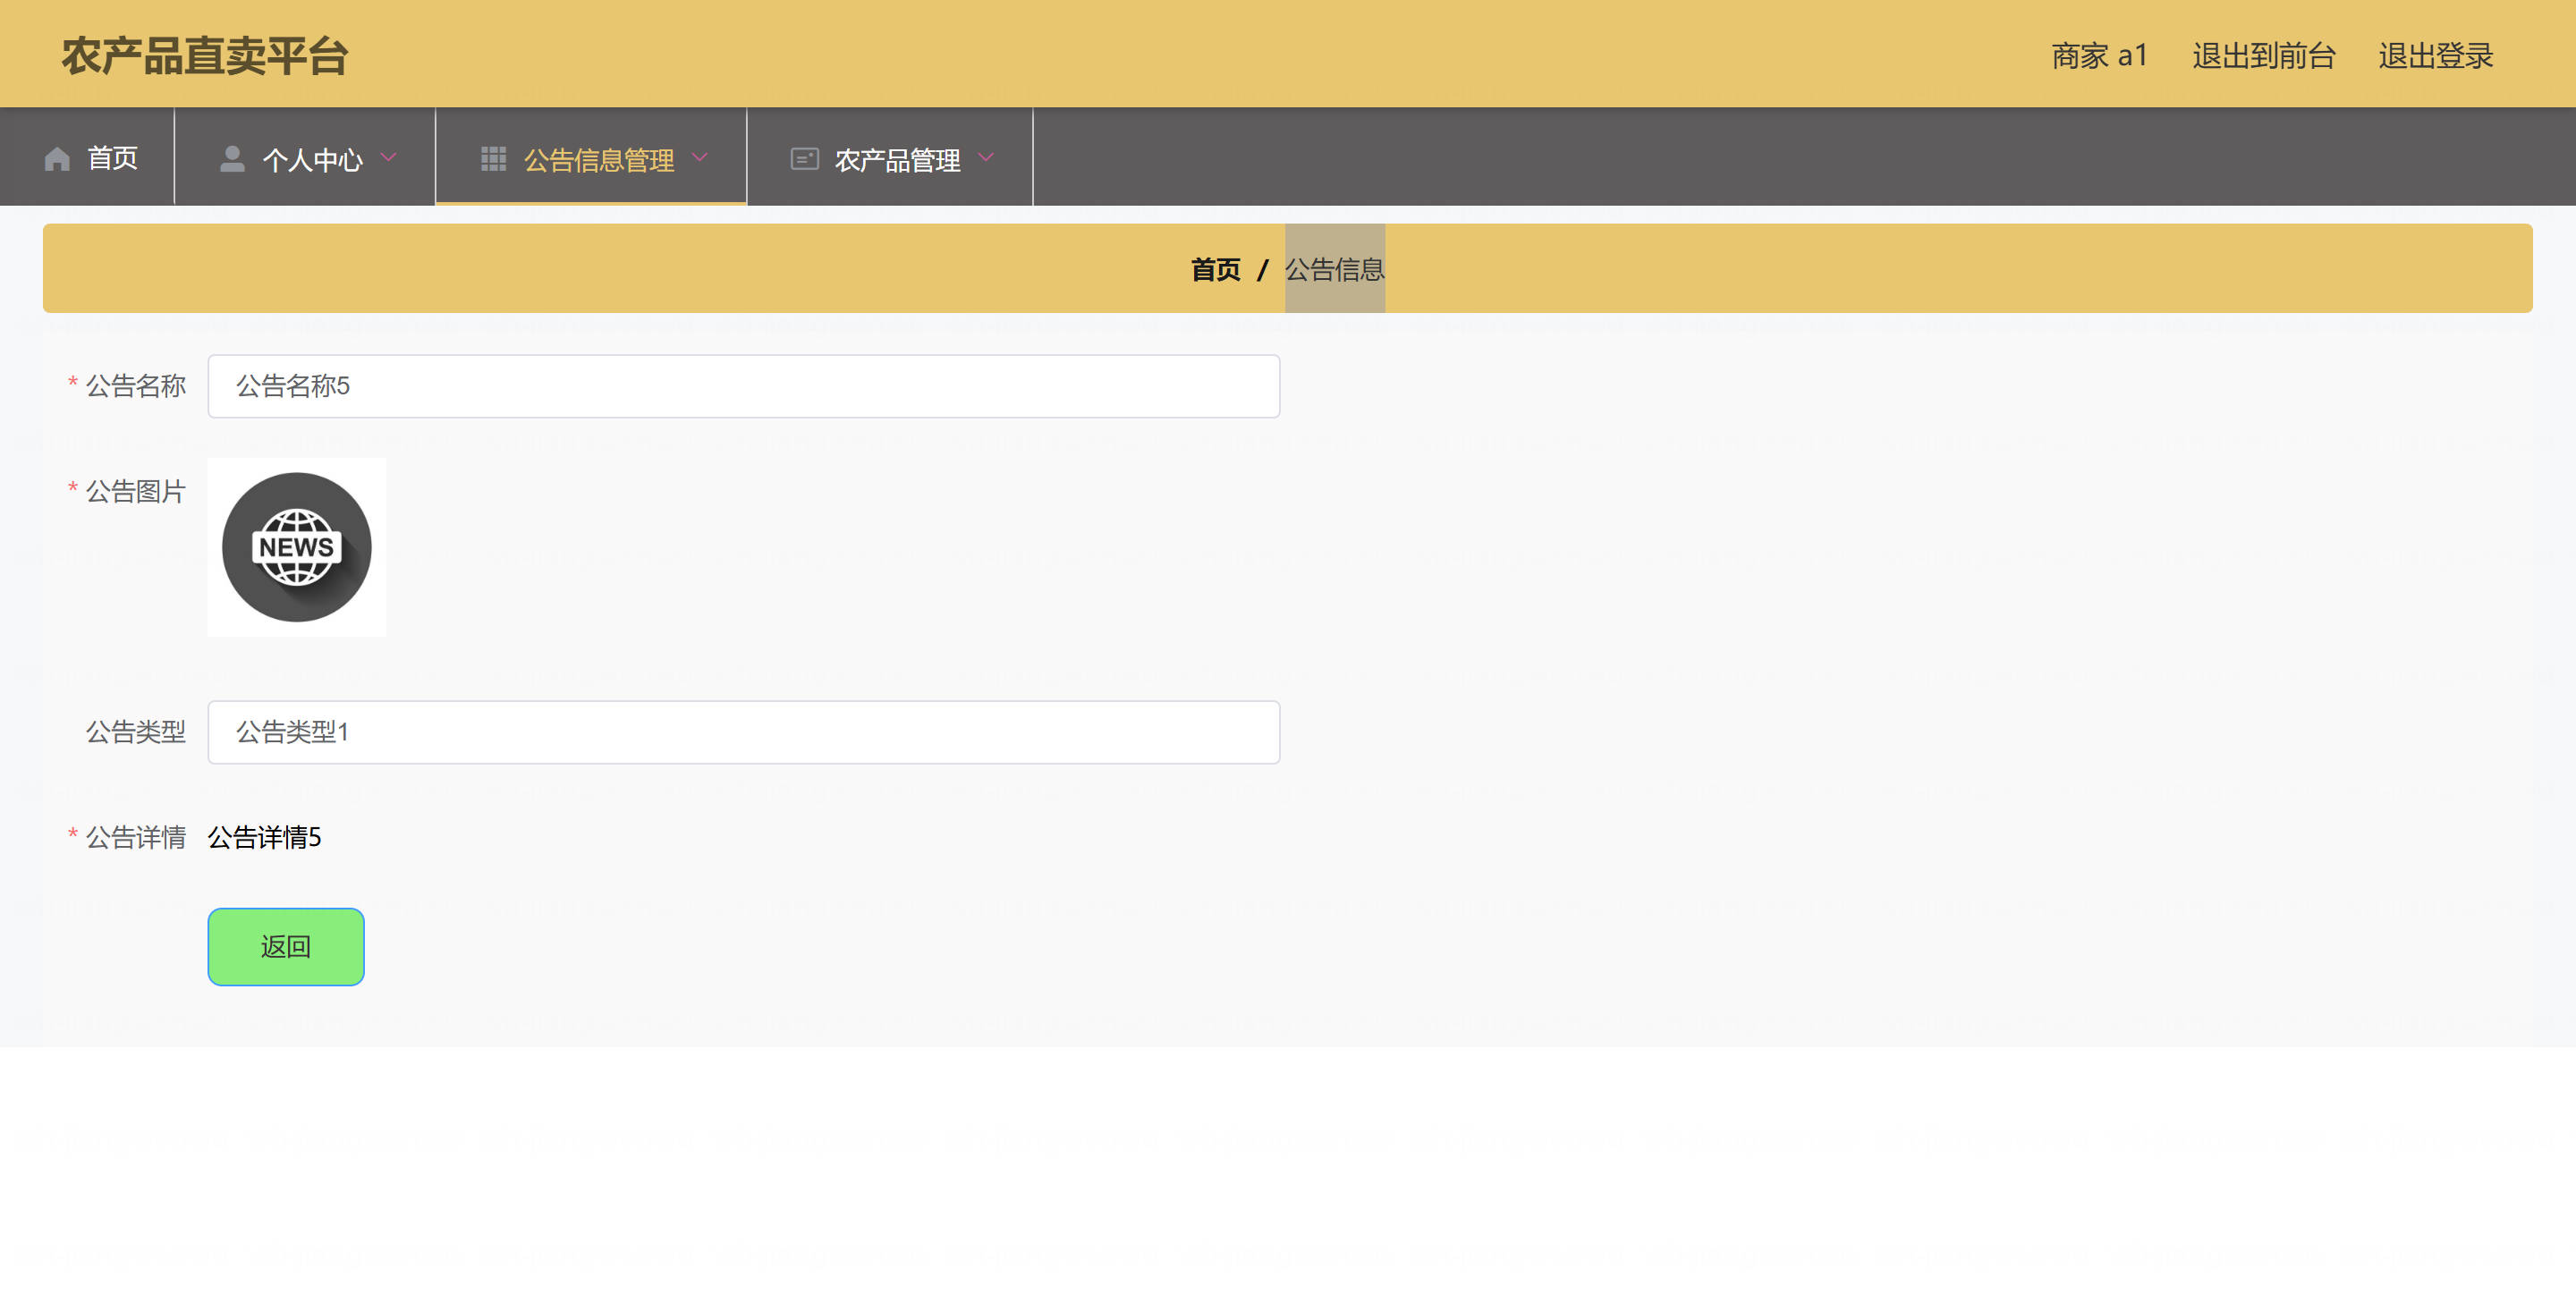 农产品直卖平台
商家 a1 退出到前台 退出登录
首页 个人中心 公告信息管理 农产品管理
首页 / 公告信息
* 公告名称 公告名称5
* 公告图片
NEWS
公告类型 公告类型1
* 公告详情 公告详情5
返回